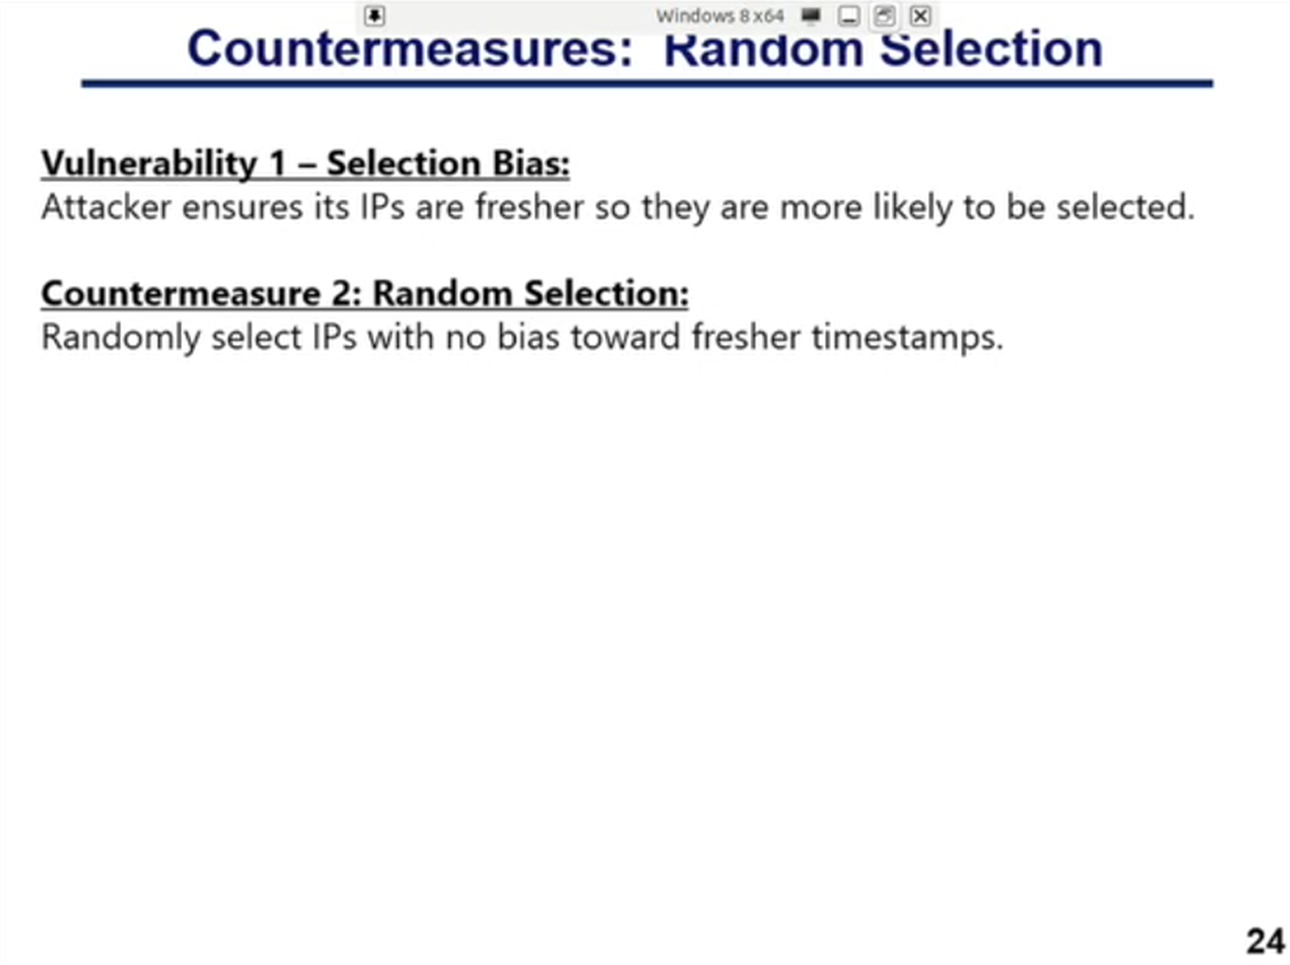 Windows 8 x64
Countermeasures: Random Selection
Vulnerability 1 – Selection Bias:
Attacker ensures its IPs are fresher so they are more likely to be selected.
Countermeasure 2: Random Selection:
Randomly select IPs with no bias toward fresher timestamps.
24